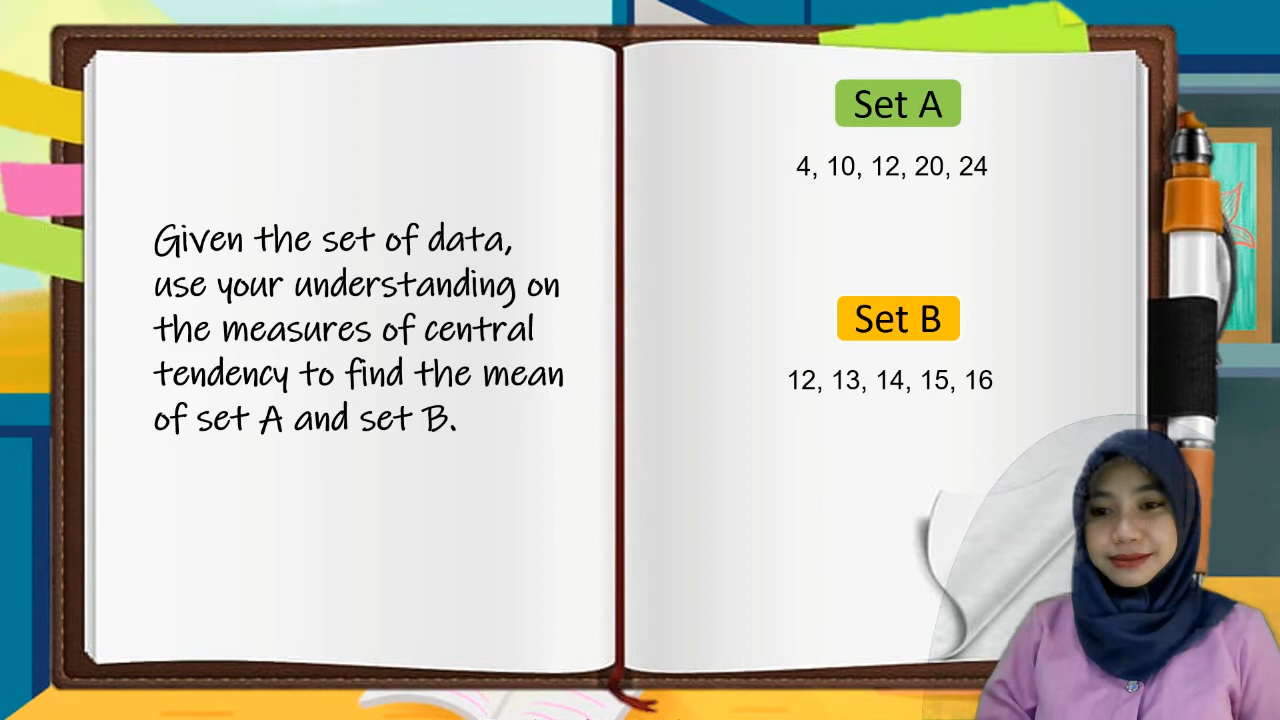 Given the set of data,
use your understanding on
the measures of central
tendency to find the mean
of set A and set B.
Set A
4, 10, 12, 20, 24
Set B
12, 13, 14, 15, 16